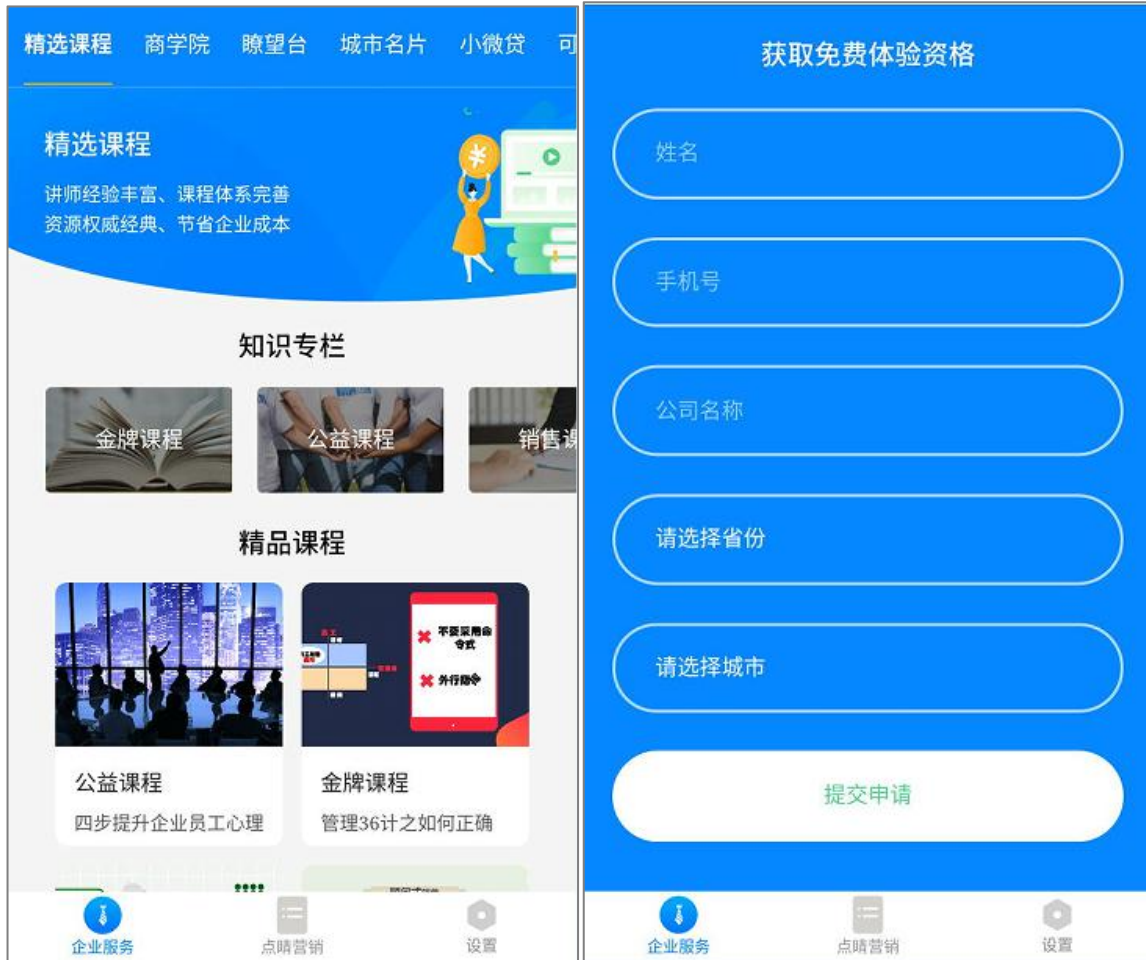 精选课程 商学院 瞭望台 城市名片 小微贷 可
精选课程
讲师经验丰富、课程体系完善
资源权威经典、节省企业成本
知识专栏
金牌课程 公益课程 销售课
精品课程
不要采用命
令式
外行指令
公益课程 金牌课程
四步提升企业员工心理 管理36计之如何正确
企业服务 点晴营销 设置
获取免费体验资格
姓名
手机号
公司名称
请选择省份
请选择城市
提交申请
企业服务 点晴营销 设置